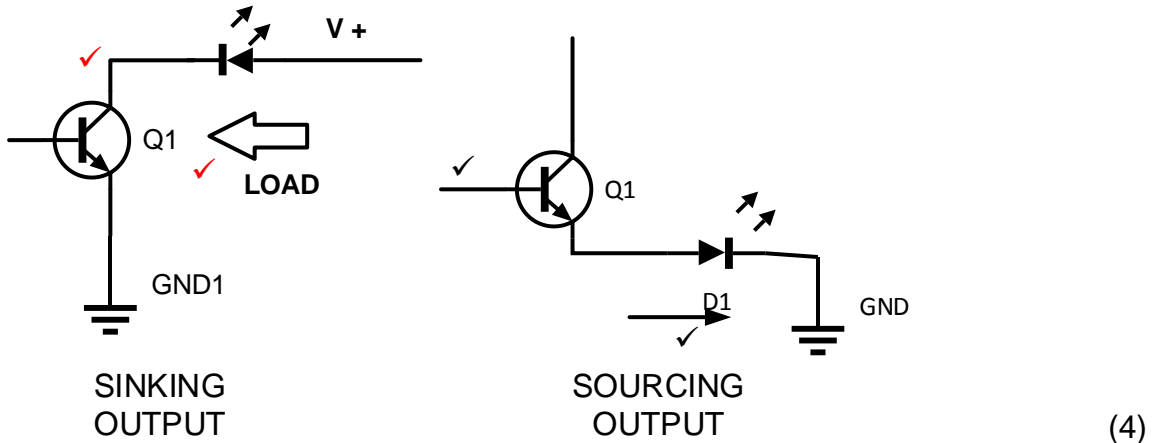 V +
Q1
LOAD
GND1
SINKING
OUTPUT
Q1
D1
GND
SOURCING
OUTPUT
(4)